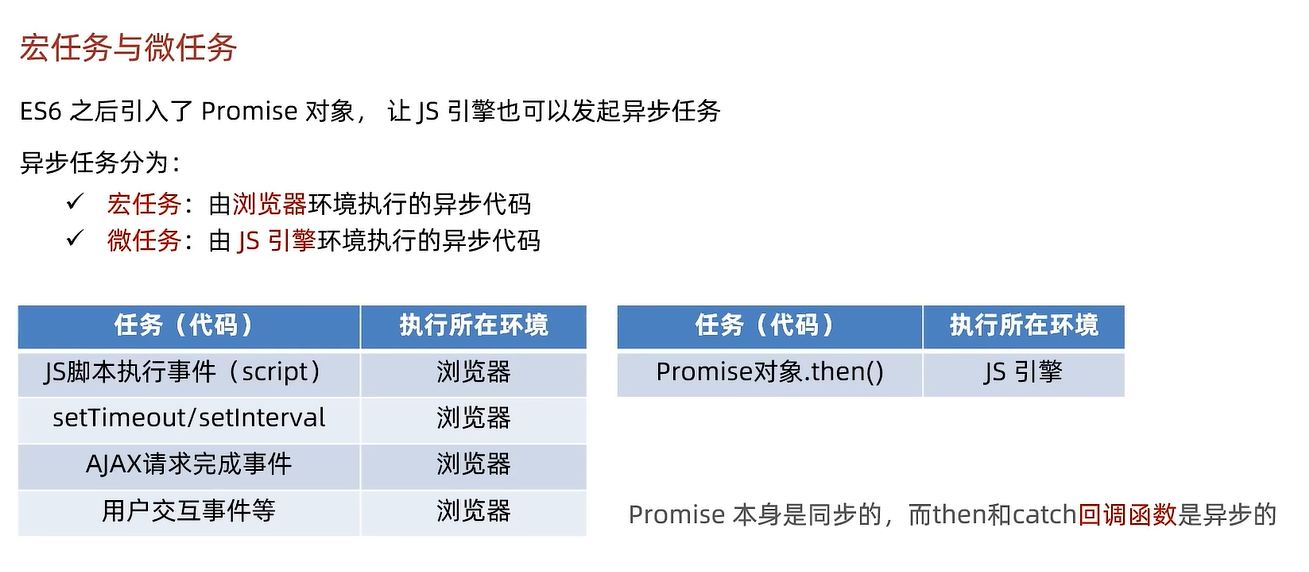 宏任务与微任务
ES6 之后引入了 Promise 对象， 让 JS 引擎也可以发起异步任务
异步任务分为：
✓ 宏任务：由浏览器环境执行的异步代码
✓ 微任务：由 JS 引擎环境执行的异步代码
任务（代码） 执行所在环境
JS脚本执行事件（script） 浏览器
setTimeout/setInterval 浏览器
AJAX请求完成事件 浏览器
用户交互事件等 浏览器
任务（代码） 执行所在环境
Promise对象.then() JS 引擎
Promise 本身是同步的，而then和catch回调函数是异步的